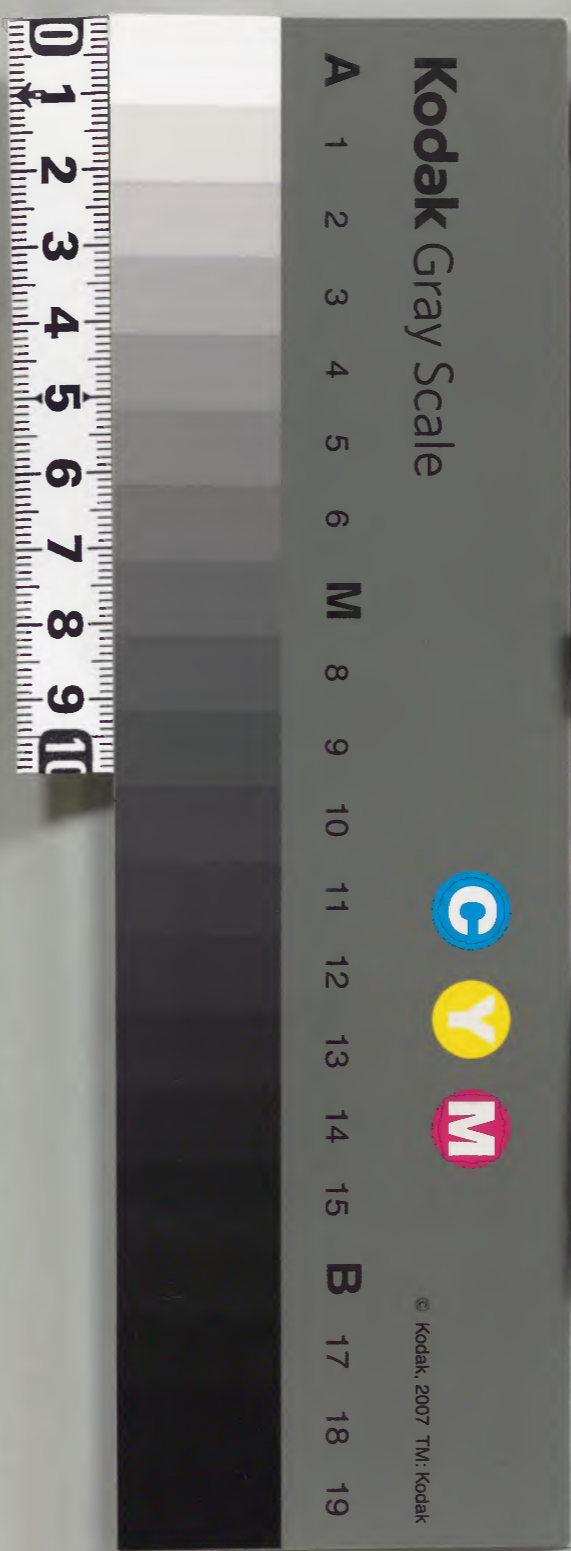 Kodak Gray Scale
C Y M
© Kodak, 2007 TM: Kodak
A 1 2 3 4 5 6 M 8 9 10 11 12 13 14 15 B 17 18 19
0 1 2 3 4 5 6 7 8 9 10